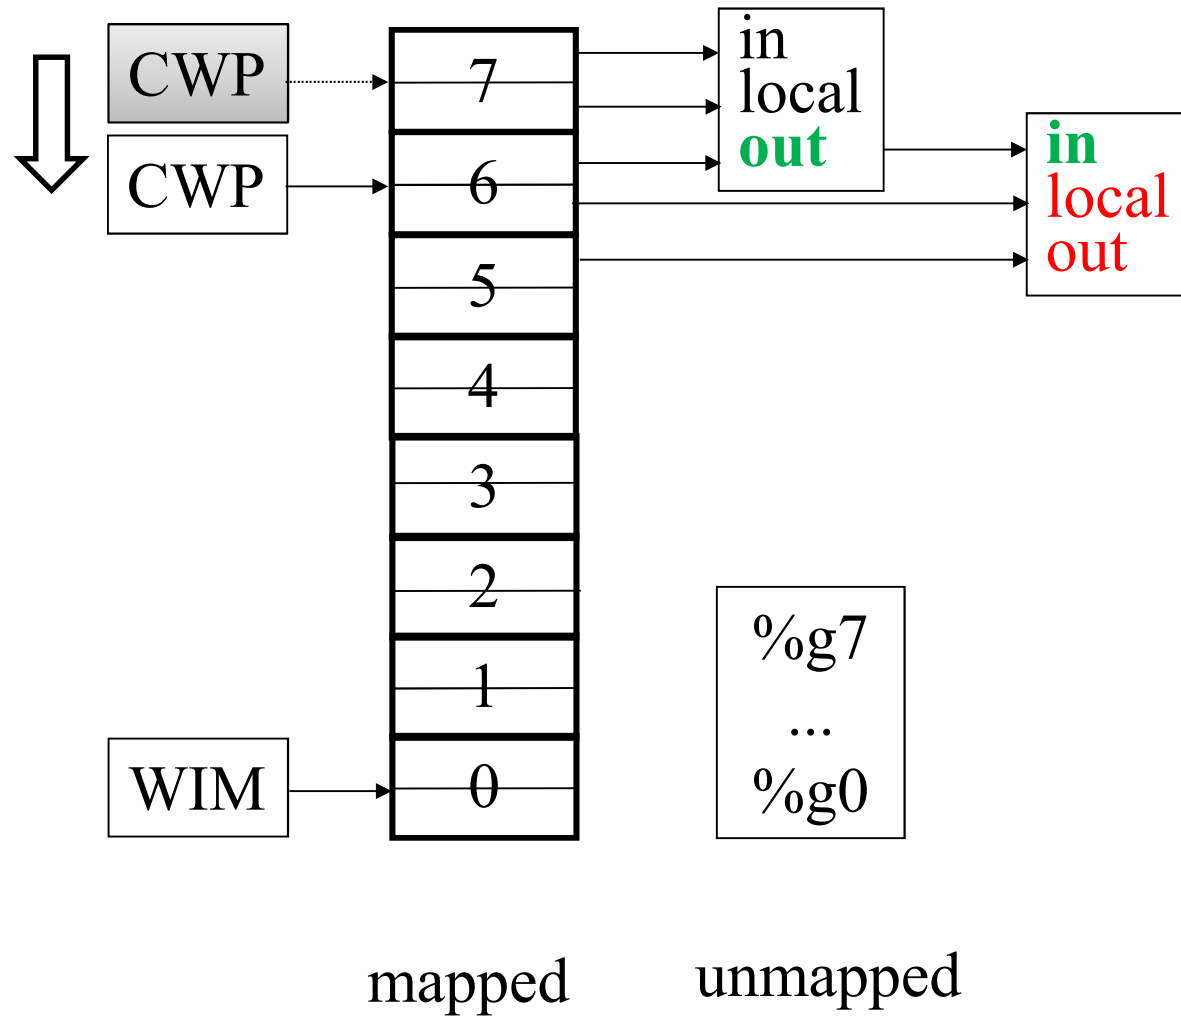 CWP
CWP
7
6
5
4
3
2
1
0
WIM
in
local
out
in
local
out
%g7
...
%g0
mapped
unmapped